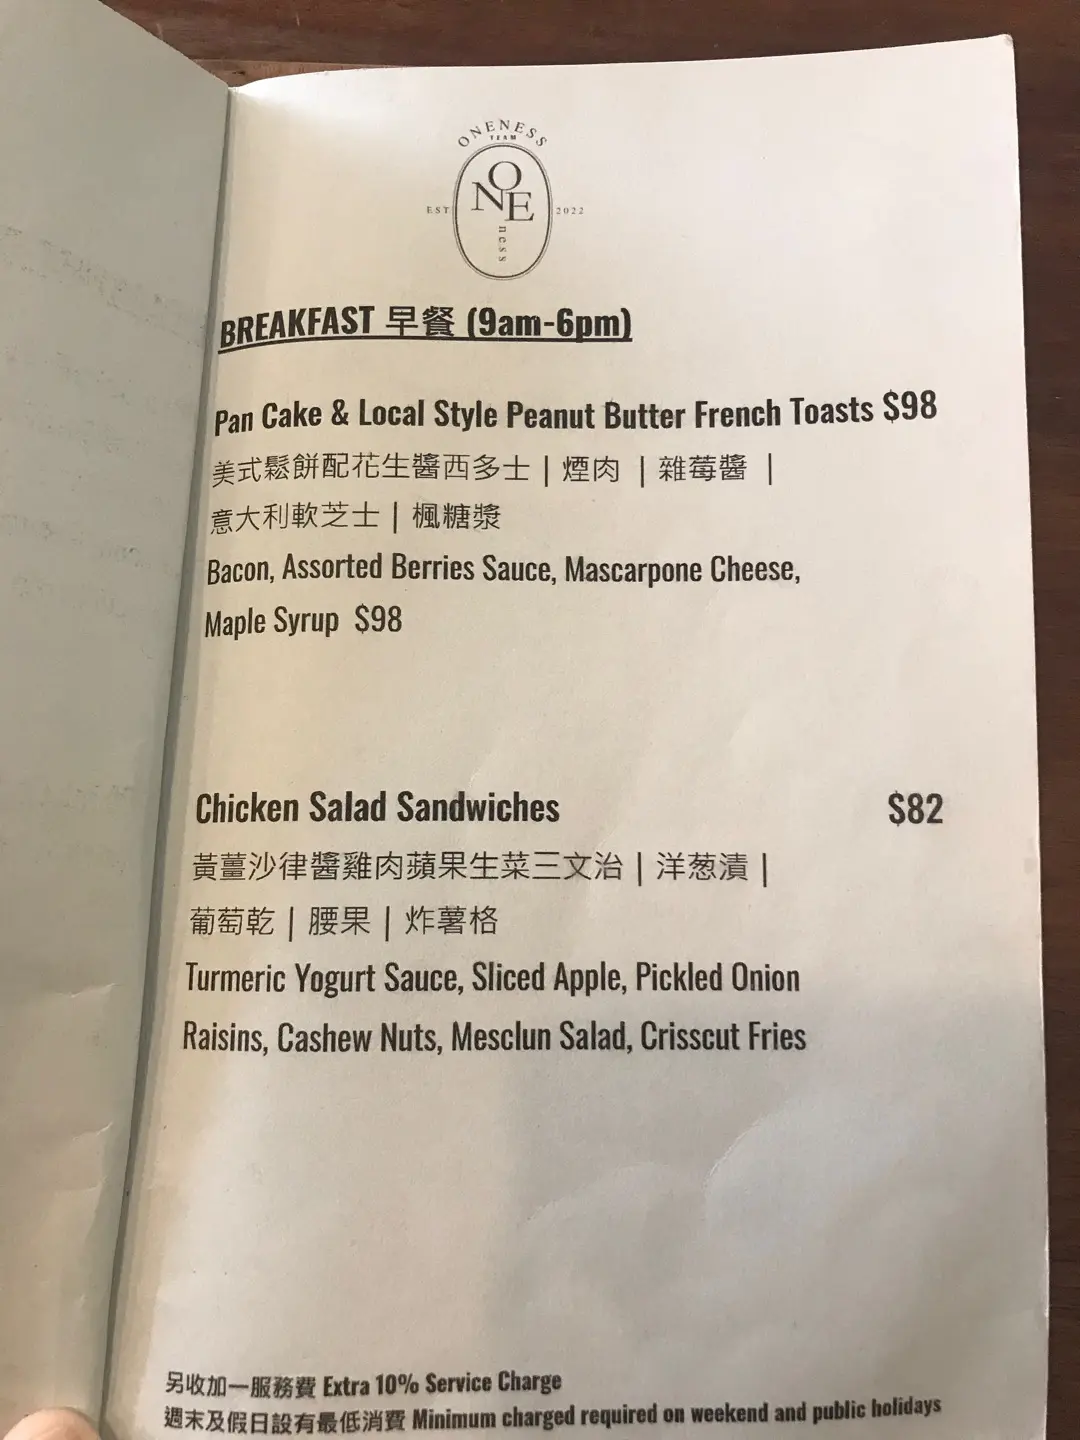 ONENESS
TEAM
ONE
EST 2022
ness
BREAKFAST 早餐 (9am-6pm)
Pan Cake & Local Style Peanut Butter French Toasts $98
美式鬆餅配花生醬西多士 | 煙肉 | 雜莓醬 |
意大利軟芝士 | 楓糖漿
Bacon, Assorted Berries Sauce, Mascarpone Cheese,
Maple Syrup $98
Chicken Salad Sandwiches $82
黃薑沙律醬雞肉蘋果生菜三文治 | 洋葱漬 |
葡萄乾 | 腰果 | 炸薯格
Turmeric Yogurt Sauce, Sliced Apple, Pickled Onion
Raisins, Cashew Nuts, Mesclun Salad, Crisscut Fries
另收加一服務費 Extra 10% Service Charge
週末及假日設有最低消費 Minimum charged required on weekend and public holidays